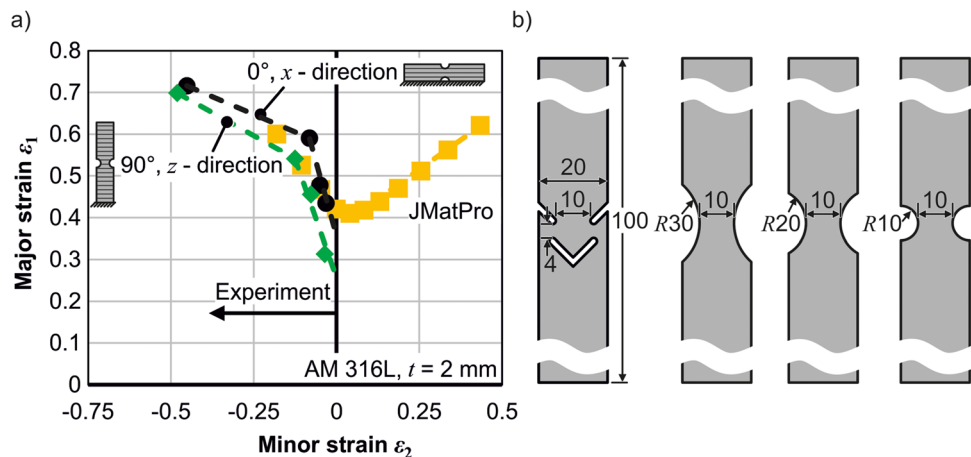 a)
b)
Major strain ε₁
0.8
0.7
0.6
0.5
0.4
0.3
0.2
0.1
0
0°, x - direction
90°, z - direction
JMatPro
Experiment
AM 316L, t = 2 mm
-0.75
-0.5
-0.25
0
0.25
0.5
Minor strain ε₂
20
10
4
100
R30
10
R20
10
R10
10